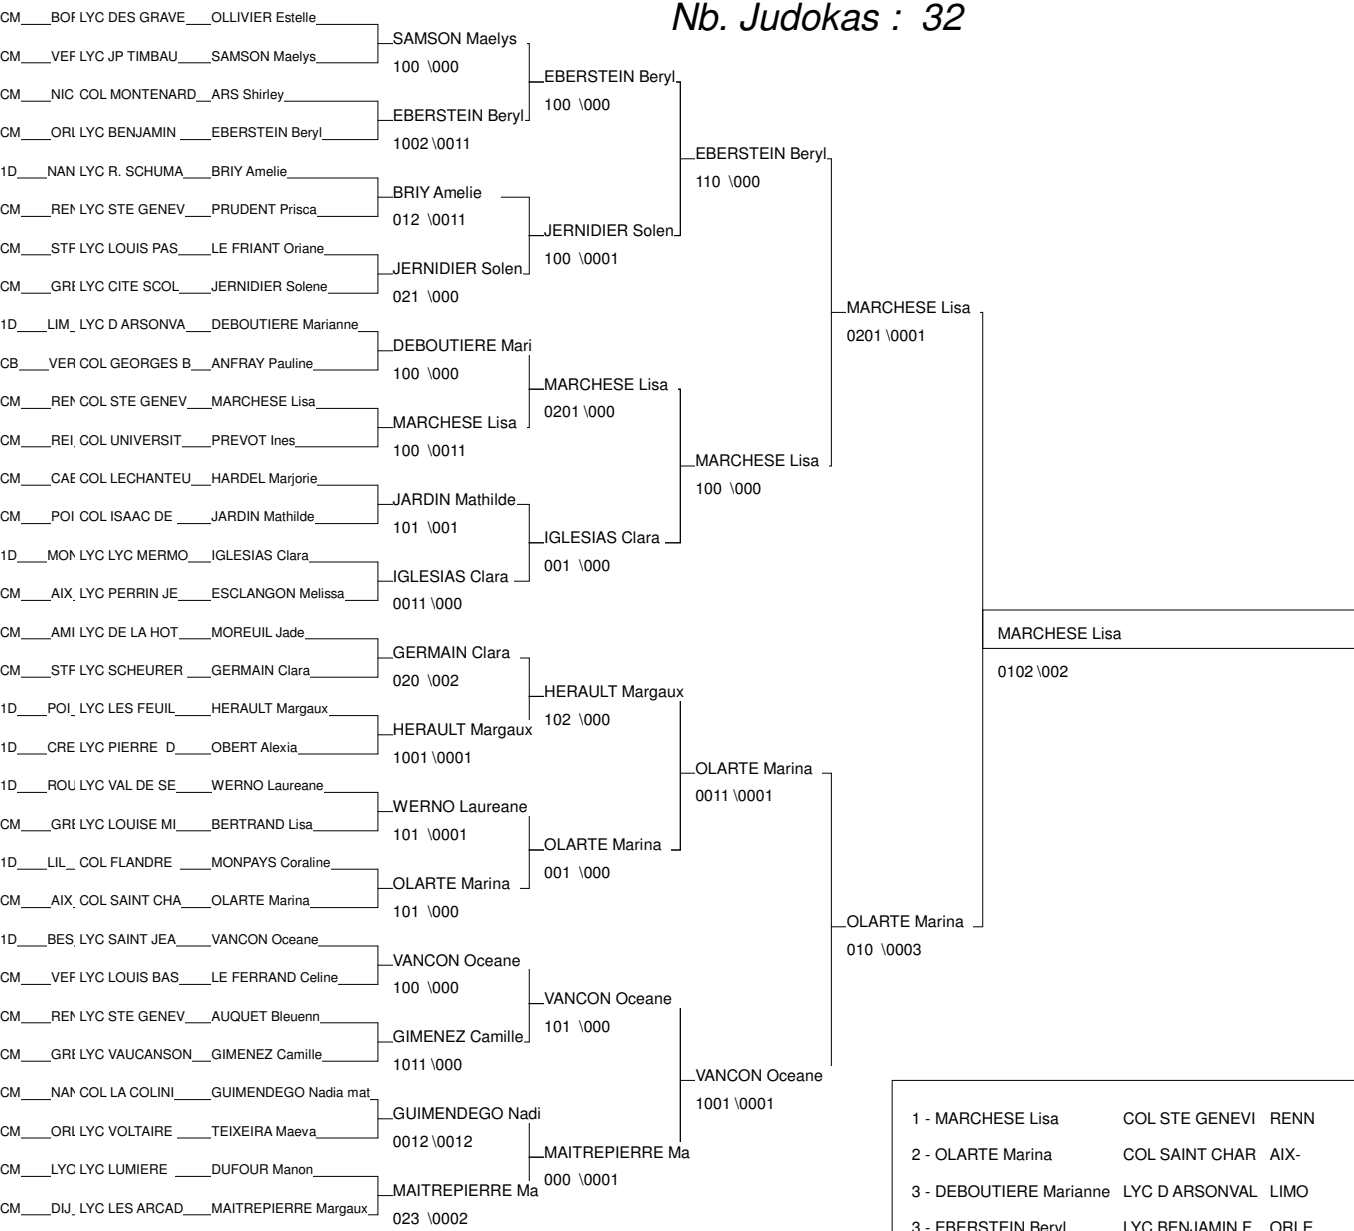 Nb. Judokas : 32
CM BOF LYC DES GRAVE OLLIVIER Estelle
CM VEF LYC JP TIMBAU SAMSON Maelys
CM NIC COL MONTENARD ARS Shirley
CM ORL LYC BENJAMIN EBERSTEIN Beryl
1D NAN LYC R. SCHUMA BRIY Amelie
CM REN LYC STE GENEV PRUDENT Prisca
CM STF LYC LOUIS PAS LE FRIANT Oriane
CM GRE LYC CITE SCOL JERNIDIER Solene
1D LIM LYC D ARSONVA DEBOUTIERE Marianne
CB VER COL GEORGES B ANFRAY Pauline
CM REN COL STE GENEV MARCHESE Lisa
CM REI COL UNIVERSIT PREVOT Ines
CM CAE COL LECHANTEU HARDEL Marjorie
CM POI COL ISAAC DE JARDIN Mathilde
1D MON LYC LYC MERMO IGLESIAS Clara
CM AIX LYC PERRIN JE ESCLANGON Melissa
CM AMI LYC DE LA HOT MOREUIL Jade
CM STF LYC SCHEURER GERMAIN Clara
1D POI LYC LES FEUIL HERAULT Margaux
1D CRE LYC PIERRE D OBERT Alexia
1D ROU LYC VAL DE SE WERNO Laureane
CM GRE LYC LOUISE MI BERTRAND Lisa
1D LIL COL FLANDRE MONPAYS Coraline
CM AIX COL SAINT CHA OLARTE Marina
1D BES LYC SAINT JEA VANCON Oceane
CM VEF LYC LOUIS BAS LE FERRAND Celine
CM REN LYC STE GENEV AUQUET Bleuenn
CM GRE LYC VAUCANSON GIMENEZ Camille
CM NAN COL LA COLINI GUIMENDEGO Nadia mat
CM ORL LYC VOLTAIRE TEIXEIRA Maeva
CM LYC LYC LUMIERE DUFOUR Manon
CM DIJ LYC LES ARCAD MAITREPIERRE Margaux
SAMSON Maelys
100 \000
EBERSTEIN Beryl
1002 \0011
BRIY Amelie
012 \0011
JERNIDIER Solen
021 \000
DEBOUTIERE Mari
100 \000
MARCHESE Lisa
100 \0011
JARDIN Mathilde
101 \001
IGLESIAS Clara
0011 \000
GERMAIN Clara
020 \002
HERAULT Margaux
1001 \0001
WERNO Laureane
101 \0001
OLARTE Marina
101 \000
VANCON Oceane
100 \000
GIMENEZ Camille
1011 \000
GUIMENDEGO Nadi
0012 \0012
MAITREPIERRE Ma
023 \0002
EBERSTEIN Beryl
100 \000
JERNIDIER Solen
100 \0001
MARCHESE Lisa
0201 \000
IGLESIAS Clara
001 \000
HERAULT Margaux
102 \000
OLARTE Marina
001 \000
VANCON Oceane
101 \000
MAITREPIERRE Ma
000 \0001
EBERSTEIN Beryl
110 \000
MARCHESE Lisa
100 \000
OLARTE Marina
0011 \0001
VANCON Oceane
1001 \0001
MARCHESE Lisa
0201 \0001
OLARTE Marina
010 \0003
MARCHESE Lisa
0102 \002
1 - MARCHESE Lisa COL STE GENEVI RENN
2 - OLARTE Marina COL SAINT CHAR AIX-
3 - DEBOUTIERE Marianne LYC D ARSONVAL LIMO
3 - EBERSTEIN Beryl LYC BENJAMIN F ORLE